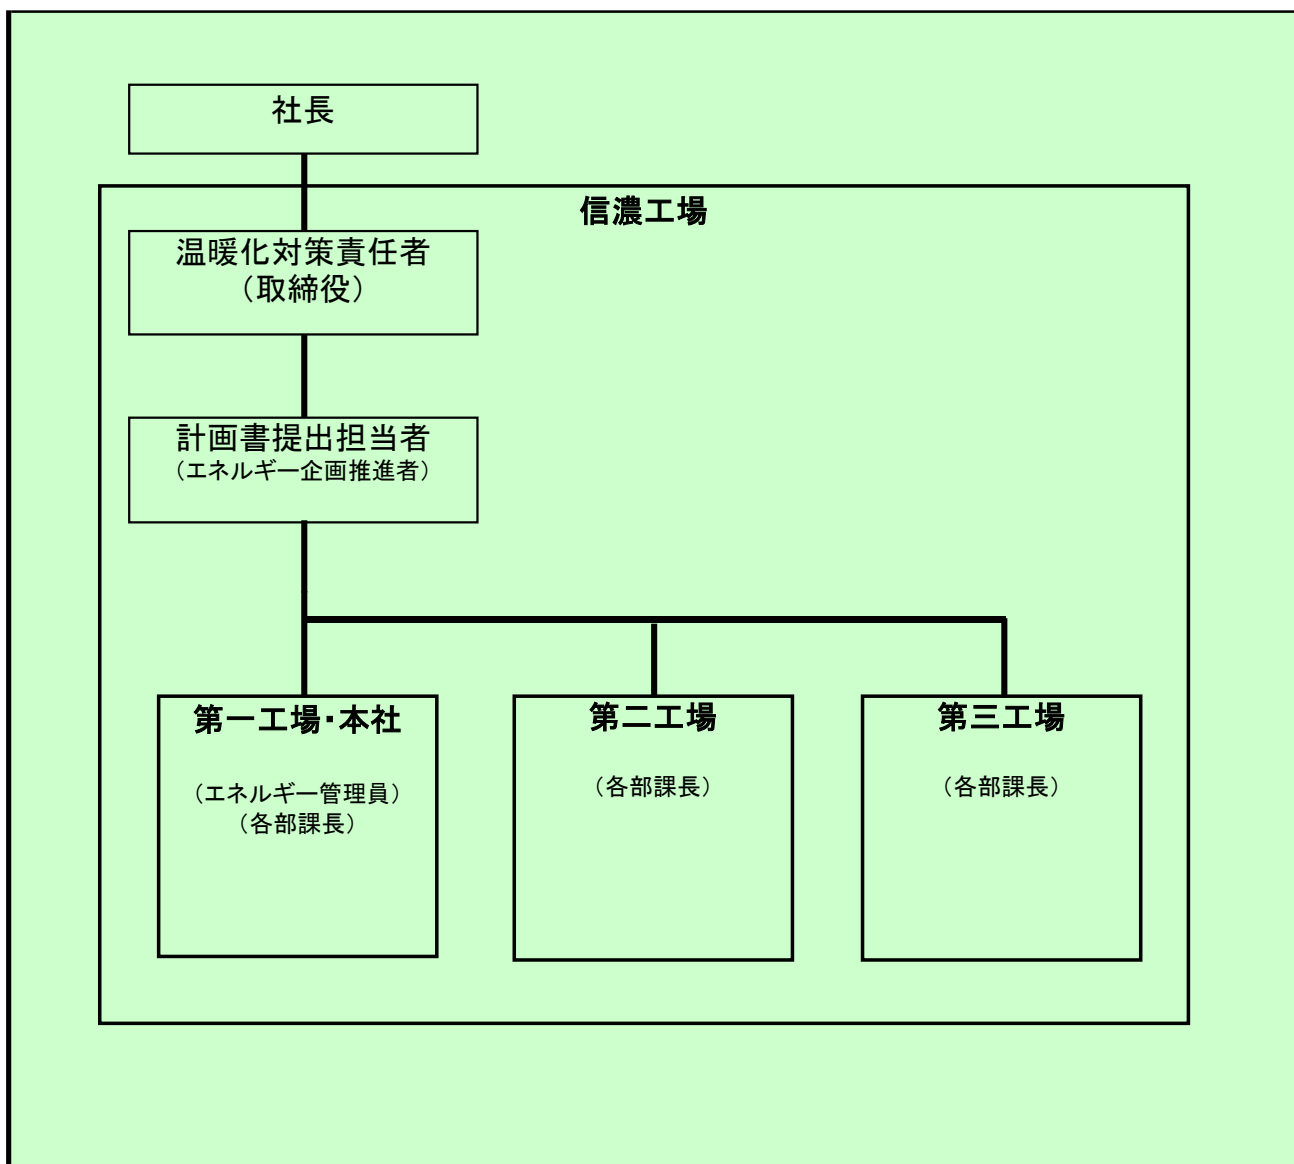 社長
信濃工場
温暖化対策責任者
（取締役）
計画書提出担当者
（エネルギー企画推進者）
第一工場・本社
（エネルギー管理員）
（各部課長）
第二工場
（各部課長）
第三工場
（各部課長）